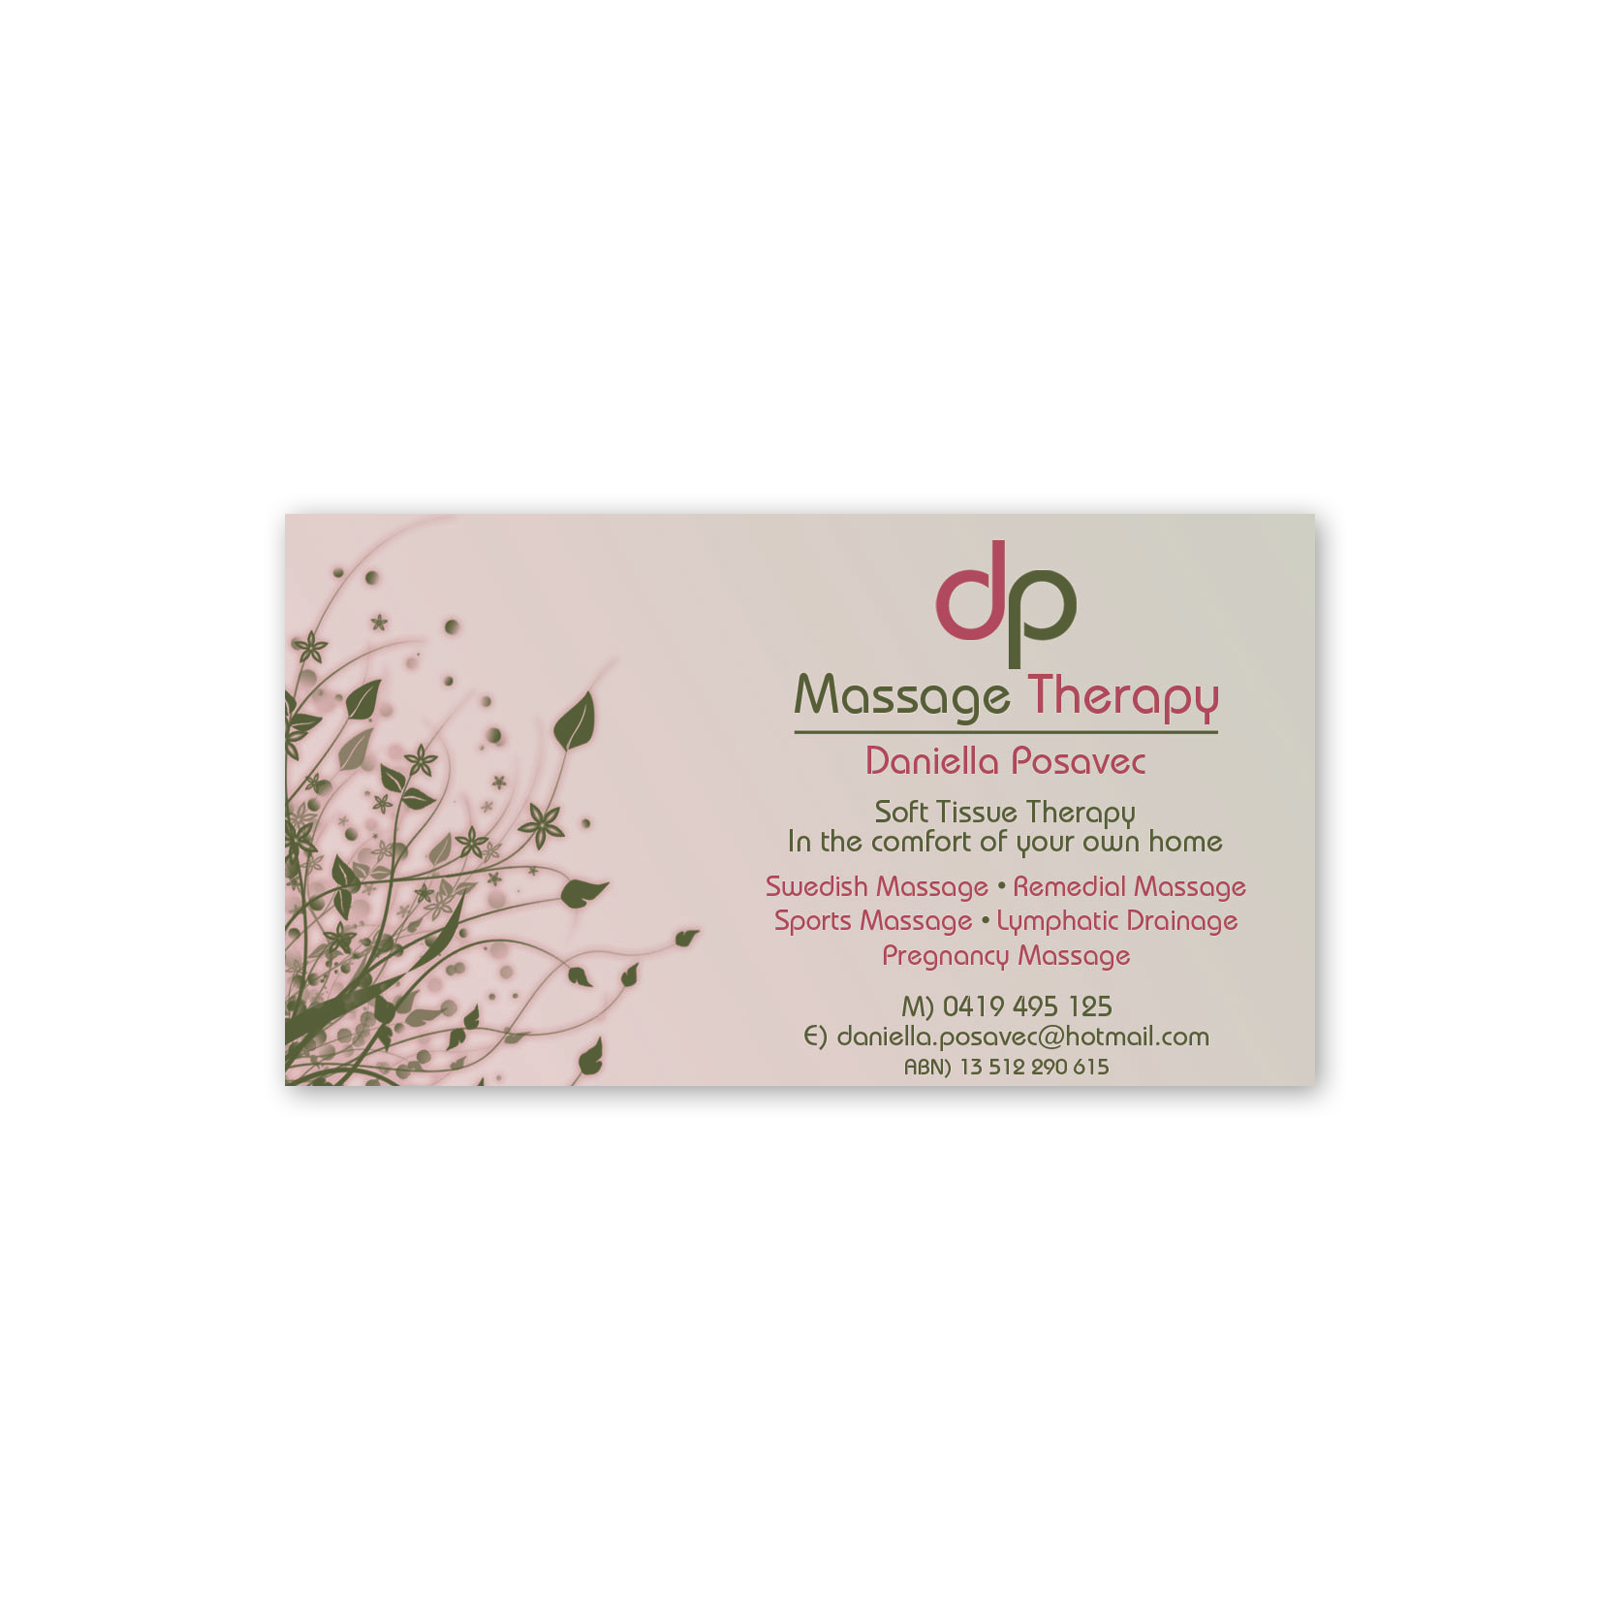 dp
Massage Therapy
Daniella Posavec
Soft Tissue Therapy
In the comfort of your own home
Swedish Massage • Remedial Massage
Sports Massage • Lymphatic Drainage
Pregnancy Massage
M) 0419 495 125
E) daniella.posavec@hotmail.com
ABN) 13 512 290 615